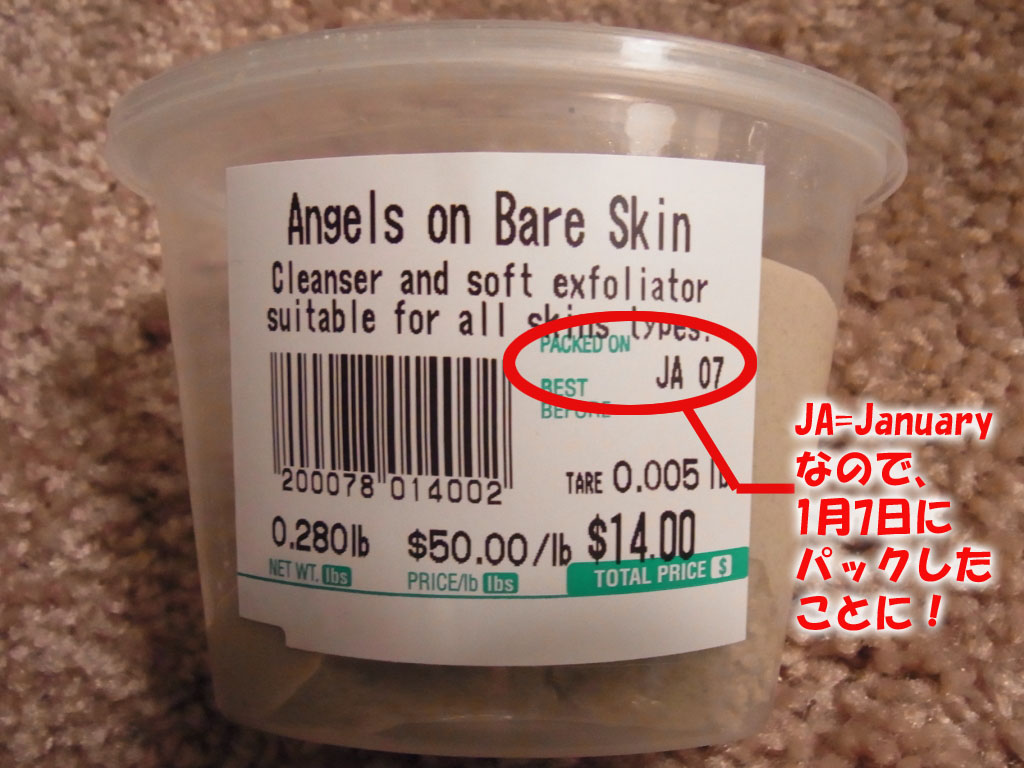 Angels on Bare Skin
Cleanser and soft exfoliator
suitable for all skins types.
PACKED ON
JA 07
BEST
BEFORE
200078 014002
TARE 0.005 lb
0.280lb $50.00/lb $14.00
NET WT. lbs PRICE/lb lbs TOTAL PRICE $
JA=January
なので、
1月7日に
パックした
ことに！